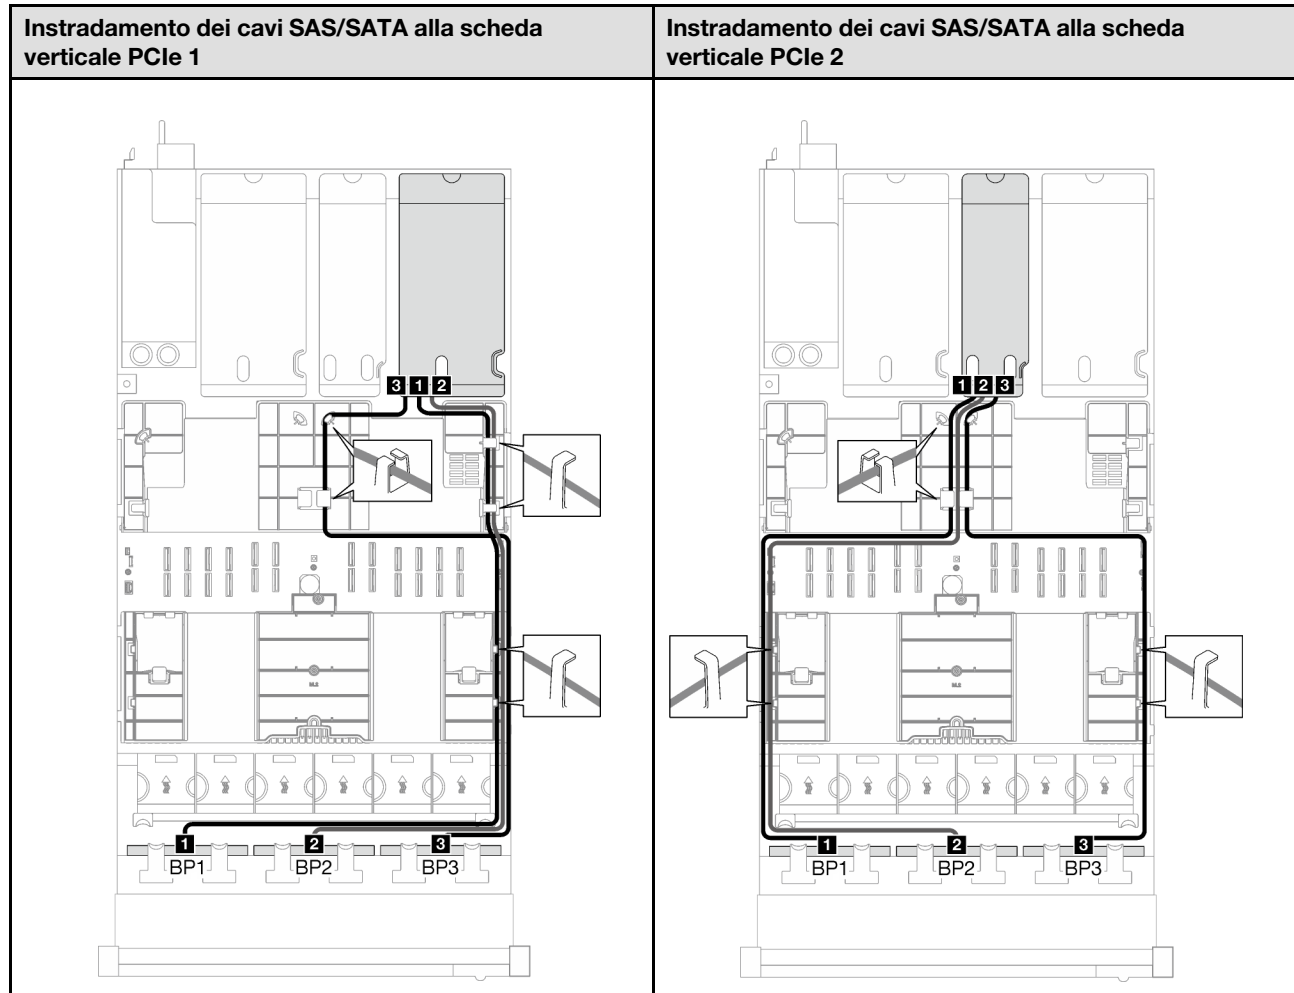 Instradamento dei cavi SAS/SATA alla scheda
verticale PCIe 1
Instradamento dei cavi SAS/SATA alla scheda
verticale PCIe 2
3 1 2
M.2
1 2 3
BP1 BP2 BP3
1 2 3
M.2
1 2 3
BP1 BP2 BP3